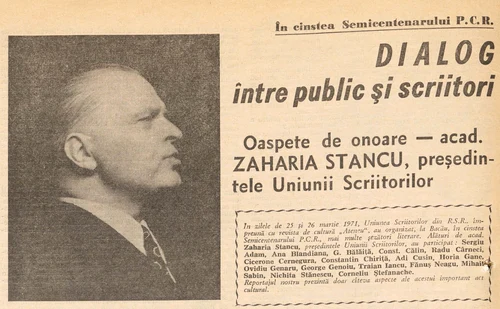 În cinstea Semicentenarului P.C.R.
DIALOG
între public şi scriitori
Oaspete de onoare — acad.
ZAHARIA STANCU, preşedin-
tele Uniunii Scriitorilor
În zilele de 25 şi 26 martie 1971, Uniunea Scriitorilor din R.S.R., îm-
preună cu revista de cultură „Ateneu", au organizat, la Bacău, în cinstea
Semicentenarului P.C.R., mai multe şezători literare. Alături de acad.
Zaharia Stancu, preşedintele Uniunii Scriitorilor, au participat: Sergiu
Adam, Ana Blandiana, G. Bălăiţă, Const. Călin, Radu Cârneci,
Cicerone Cernegura, Constantin Chiriţă, Adi Cusin, Horia Gane,
Ovidiu Genaru, George Genoiu, Traian Iancu, Fănuş Neagu, Mihail
Sabin, Nichita Stănescu, Corneliu Ştefanache.
Reportajul nostru prezintă doar cîteva aspecte ale acestui important act
cultural.